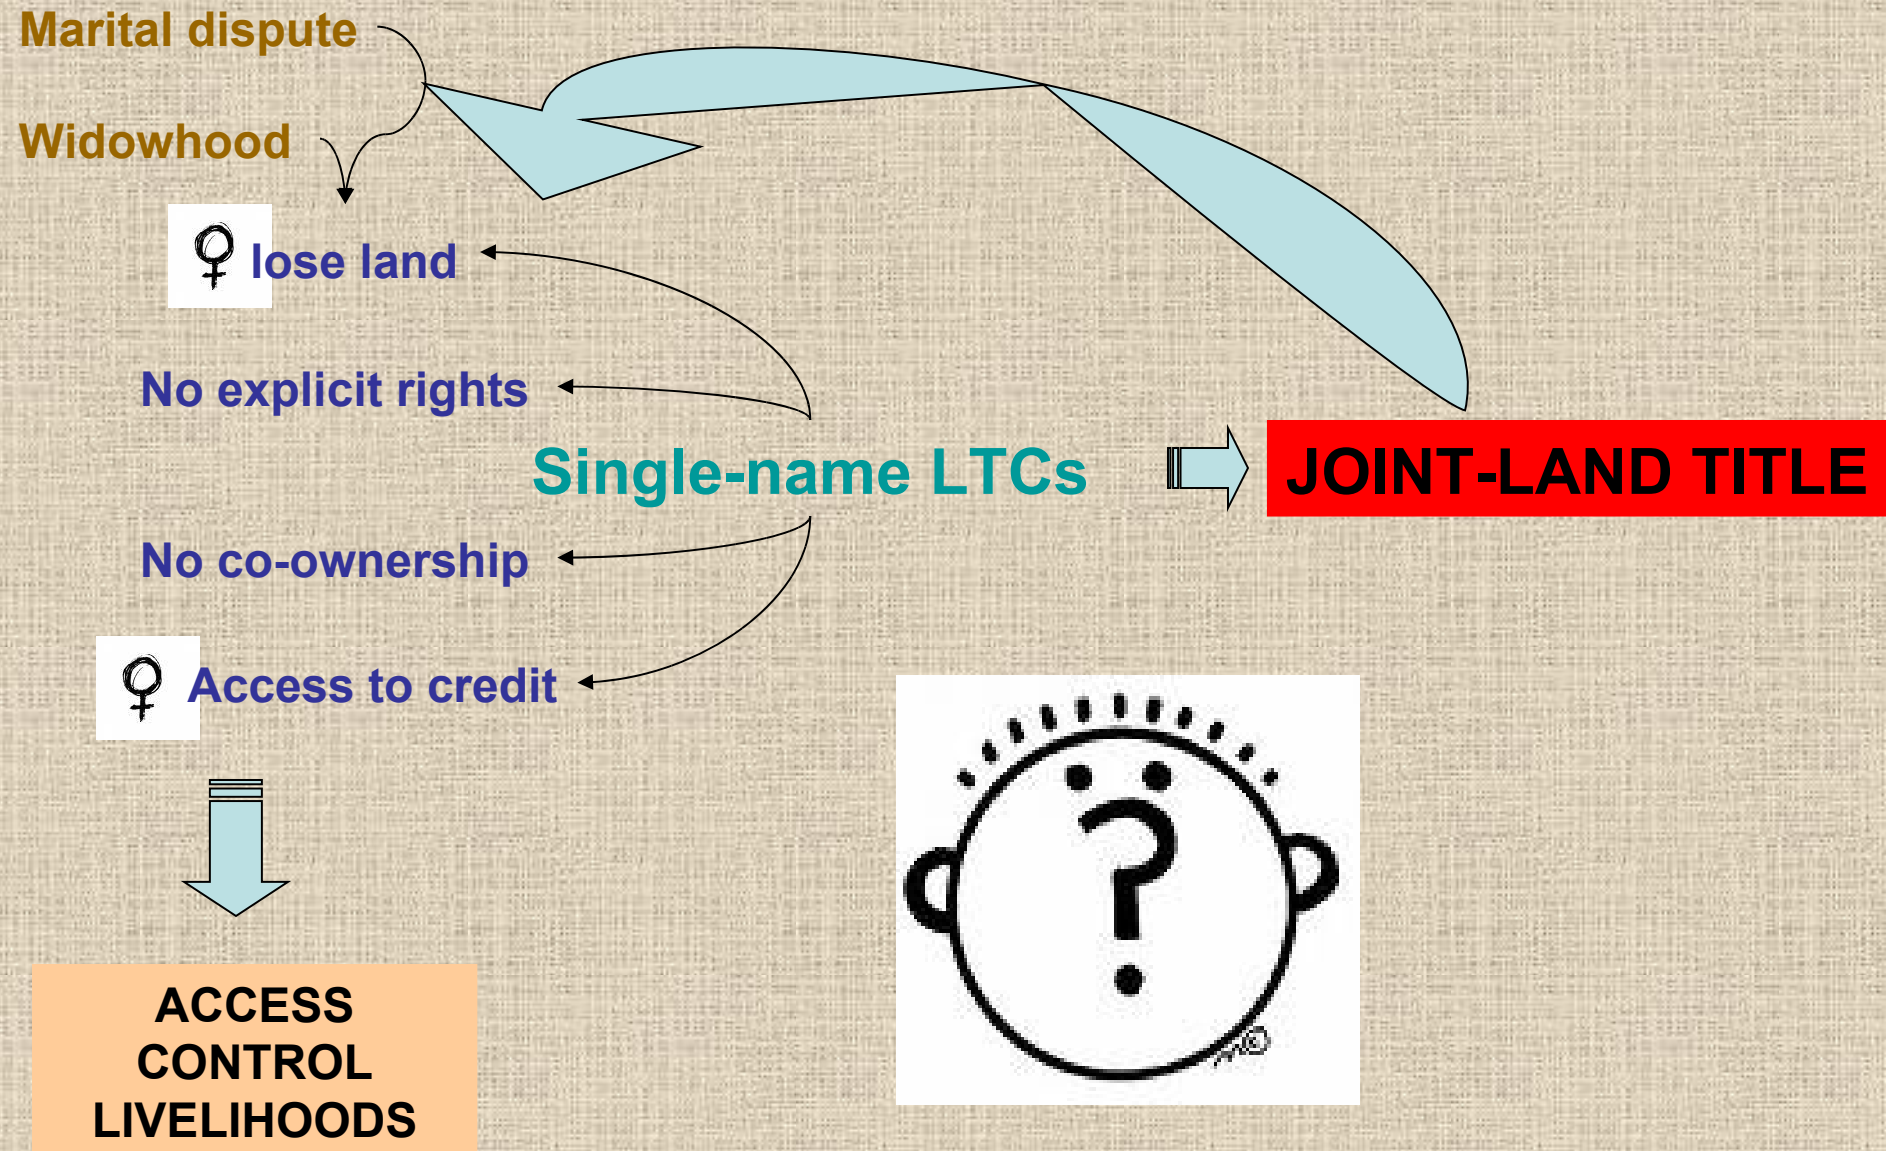 Marital dispute
Widowhood
lose land
No explicit rights
Single-name LTCs
JOINT-LAND TITLE
No co-ownership
Access to credit
?
ACCESS
CONTROL
LIVELIHOODS